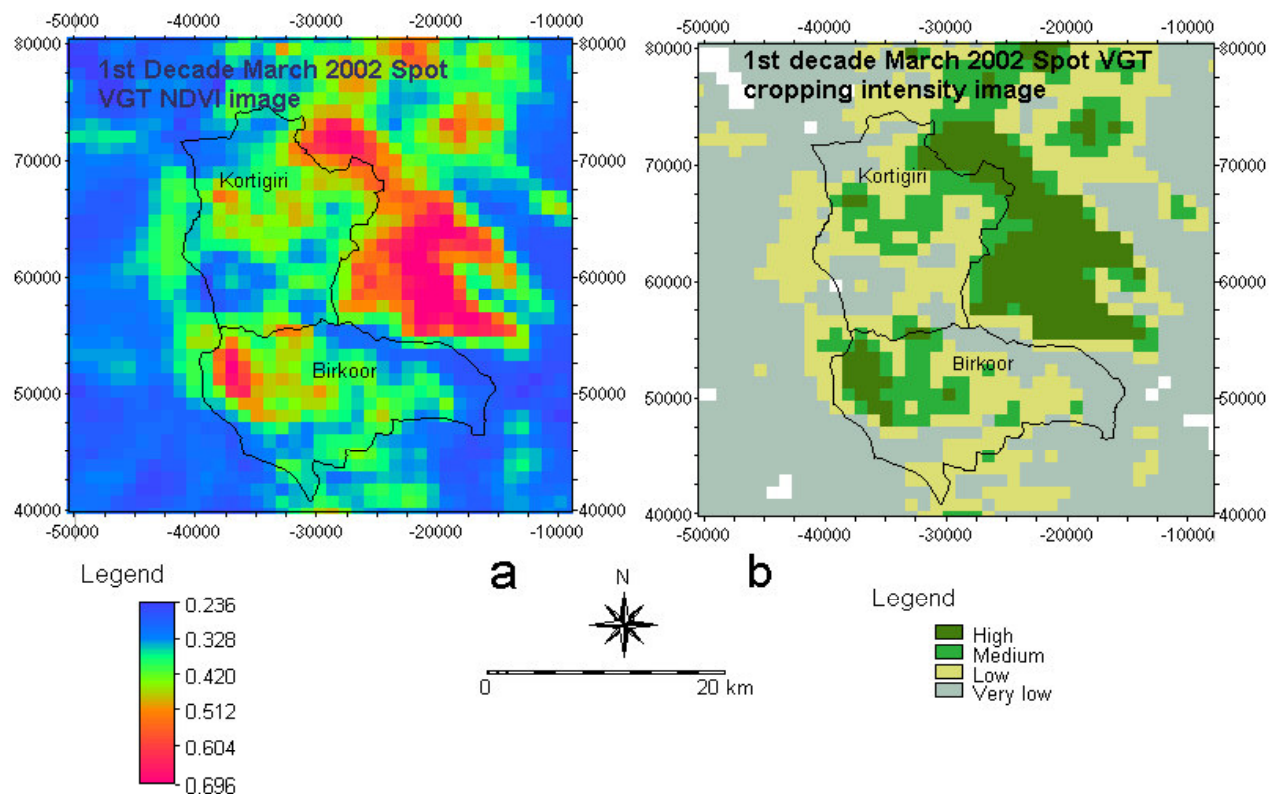 -50000 -40000 -30000 -20000 -10000
-50000 -40000 -30000 -20000 -10000
80000
70000
60000
50000
40000
1st Decade March 2002 Spot
VGT NDVI image
Kortigiri
Birkoor
80000
70000
60000
50000
40000
80000
70000
60000
50000
40000
1st decade March 2002 Spot VGT
cropping intensity image
Kortigiri
Birkoor
80000
70000
60000
50000
40000
-50000 -40000 -30000 -20000 -10000
-50000 -40000 -30000 -20000 -10000
a
b
N
0 20 km
Legend
0.236
0.328
0.420
0.512
0.604
0.696
Legend
High
Medium
Low
Very low